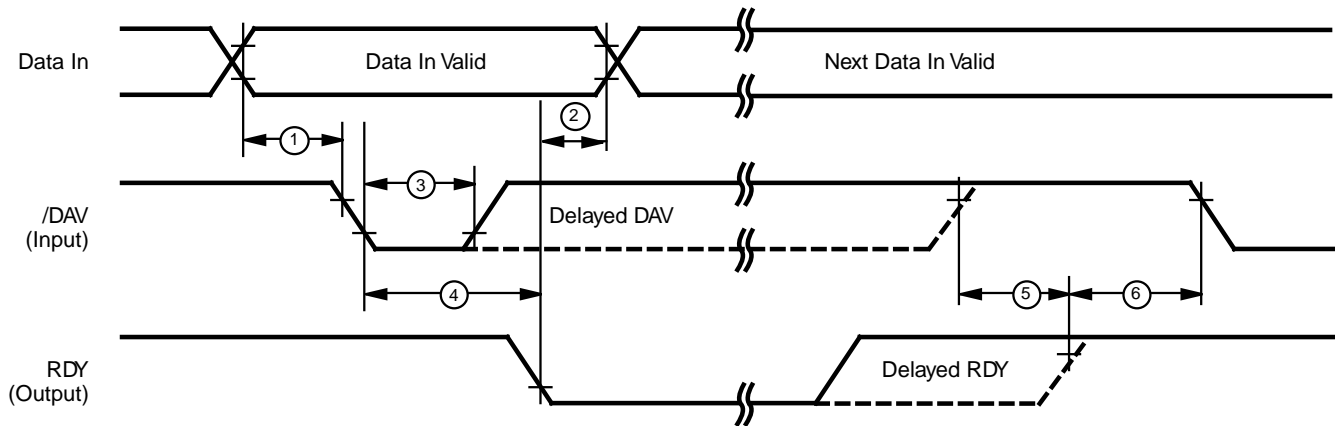 Data In
Data In Valid
Next Data In Valid
1
2
3
/DAV
(Input)
Delayed DAV
4
5
6
RDY
(Output)
Delayed RDY